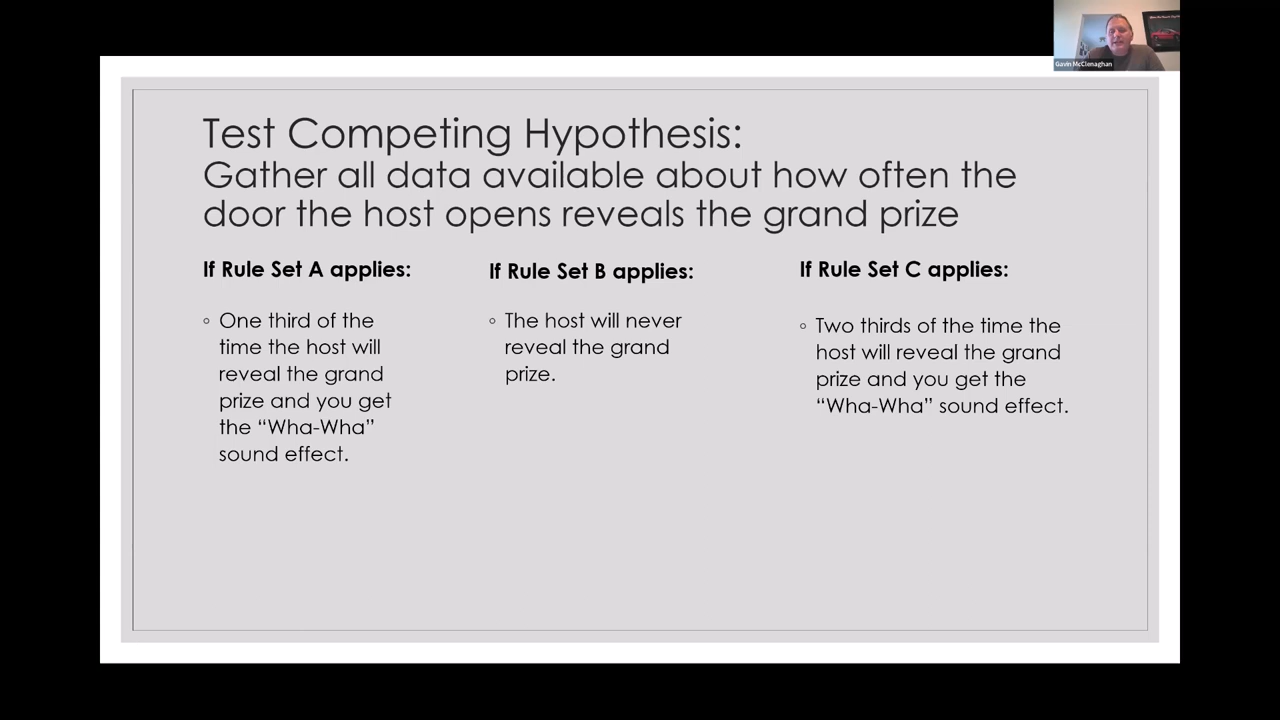 Gavin McClenaghan
Test Competing Hypothesis:
Gather all data available about how often the
door the host opens reveals the grand prize
If Rule Set A applies:
◦ One third of the
time the host will
reveal the grand
prize and you get
the “Wha-Wha”
sound effect.
If Rule Set B applies:
◦ The host will never
reveal the grand
prize.
If Rule Set C applies:
◦ Two thirds of the time the
host will reveal the grand
prize and you get the
“Wha-Wha” sound effect.